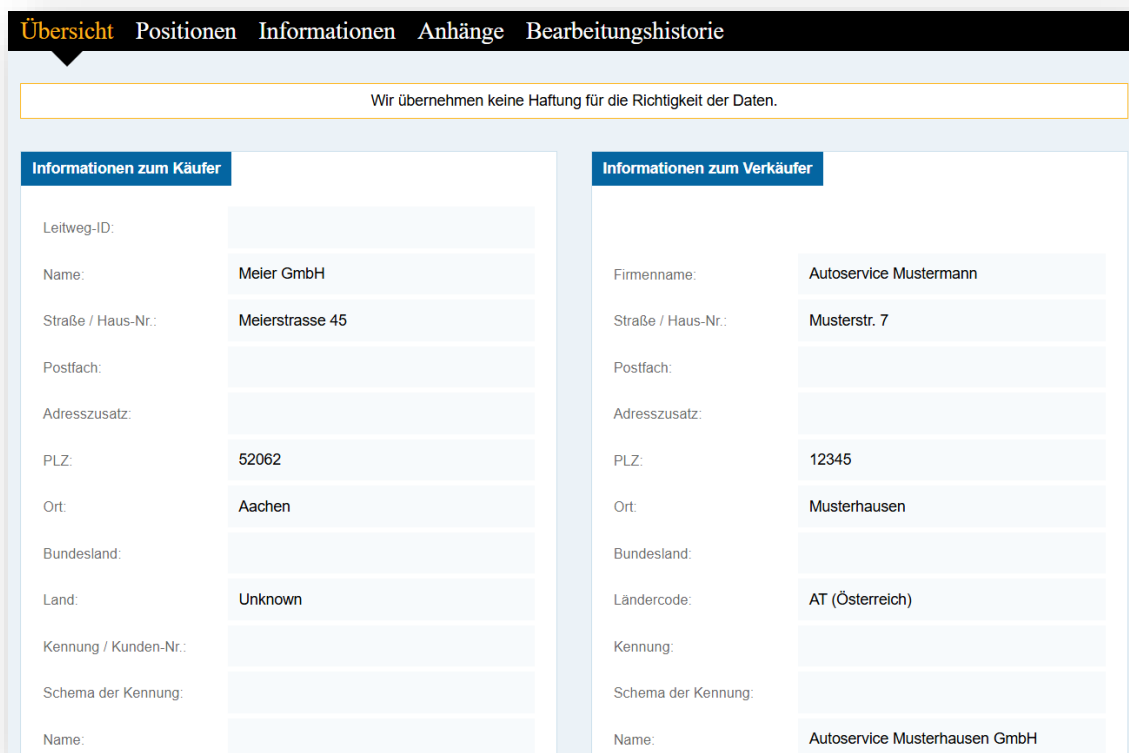 Übersicht Positionen Informationen Anhänge Bearbeitungshistorie
Wir übernehmen keine Haftung für die Richtigkeit der Daten.
Informationen zum Käufer
Leitweg-ID:
Name: Meier GmbH
Straße / Haus-Nr.: Meierstrasse 45
Postfach:
Adresszusatz:
PLZ: 52062
Ort: Aachen
Bundesland:
Land: Unknown
Kennung / Kunden-Nr.:
Schema der Kennung:
Name:
Informationen zum Verkäufer
Firmenname: Autoservice Mustermann
Straße / Haus-Nr.: Musterstr. 7
Postfach:
Adresszusatz:
PLZ: 12345
Ort: Musterhausen
Bundesland:
Ländercode: AT (Österreich)
Kennung:
Schema der Kennung:
Name: Autoservice Musterhausen GmbH